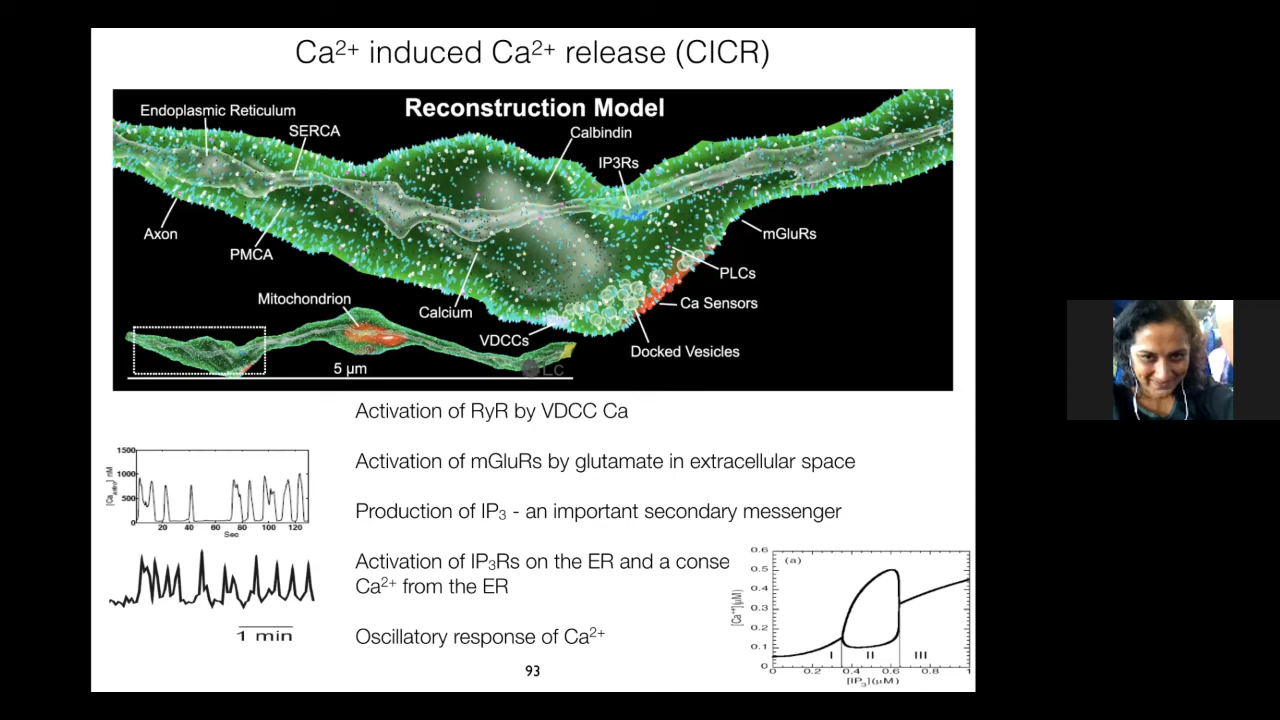 Ca²⁺ induced Ca²⁺ release (CICR)
Reconstruction Model
Endoplasmic Reticulum
SERCA
Calbindin
IP3Rs
Axon
PMCA
mGluRs
PLCs
Mitochondrion
Calcium
Ca Sensors
VDCCs
Docked Vesicles
5 μm
Lc
Activation of RyR by VDCC Ca
Activation of mGluRs by glutamate in extracellular space
Production of IP₃ - an important secondary messenger
Activation of IP₃Rs on the ER and a conse
Ca²⁺ from the ER
Oscillatory response of Ca²⁺
1500
1000
500
0
nM
20 40 60 80 100 120
Sec
1 min
(a)
0.6
0.5
0.4
0.3
0.2
0.1
0
I II III
0 0.2 0.4 0.6 0.8 1
[IP₃](μM)
93